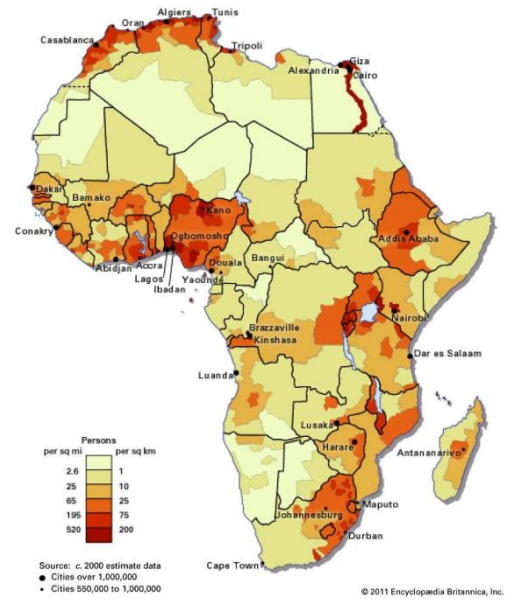 Algiers
Tunis
Oran
Casablanca
Tripoli
Giza
Alexandria
Cairo
Dakar
Bamako
Kano
Conakry
Ogbomosho
Addis Ababa
Abidjan
Accra
Douala
Bangui
Lagos
Yaoundé
Ibadan
Nairobi
Brazzaville
Kinshasa
Dar es Salaam
Luanda
Lusaka
Harare
Antananarivo
Maputo
Johannesburg
Durban
Cape Town
Persons
per sq mi per sq km
2.6 1
25 10
65 25
195 75
520 200
Source: c. 2000 estimate data
Cities over 1,000,000
Cities 550,000 to 1,000,000
© 2011 Encyclopædia Britannica, Inc.